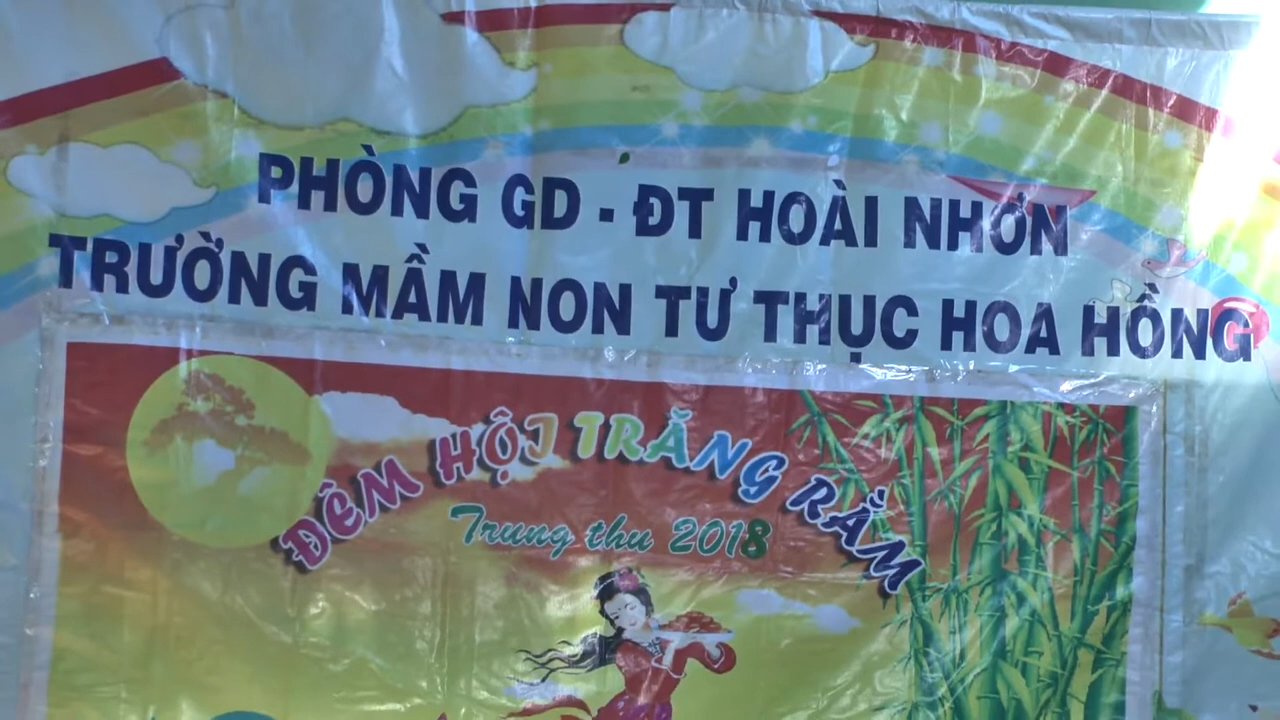 PHÒNG GD - ĐT HOÀI NHƠN
TRƯỜNG MẦM NON TƯ THỤC HOA HỒNG
ĐÊM HỘI TRĂNG RẰM
Trung thu 2018